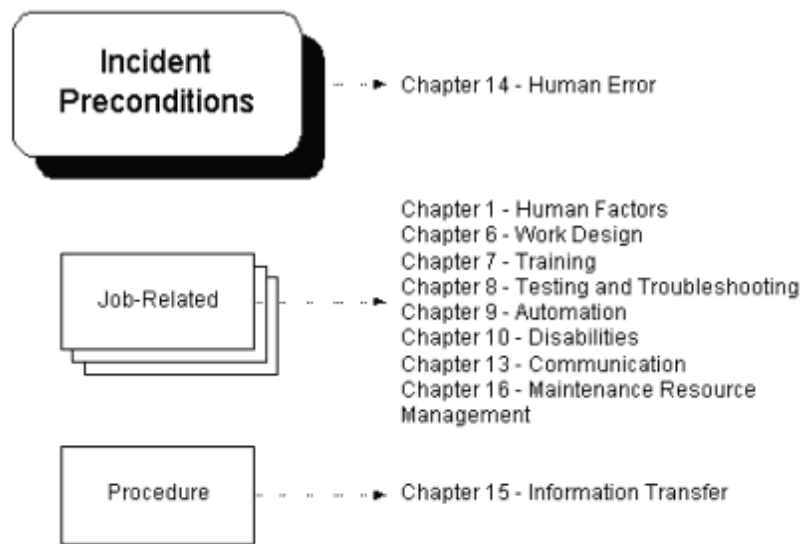 Incident
Preconditions
Chapter 14 - Human Error
Job-Related
Chapter 1 - Human Factors
Chapter 6 - Work Design
Chapter 7 - Training
Chapter 8 - Testing and Troubleshooting
Chapter 9 - Automation
Chapter 10 - Disabilities
Chapter 13 - Communication
Chapter 16 - Maintenance Resource
Management
Procedure
Chapter 15 - Information Transfer